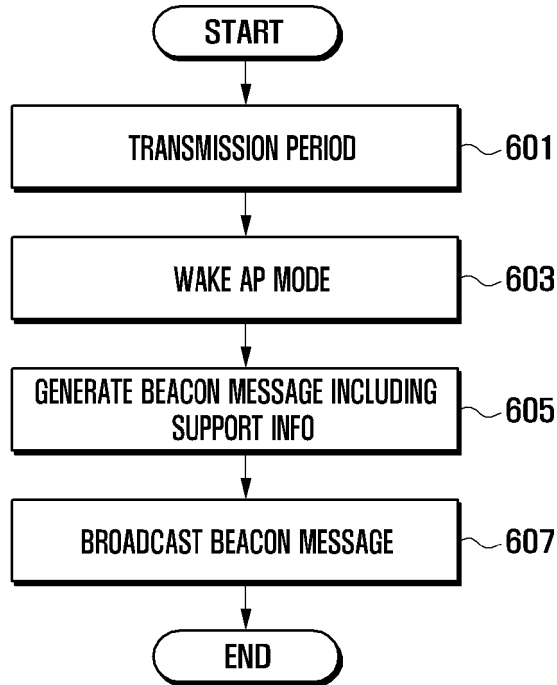 START
TRANSMISSION PERIOD
601
WAKE AP MODE
603
GENERATE BEACON MESSAGE INCLUDING
SUPPORT INFO
605
BROADCAST BEACON MESSAGE
607
END